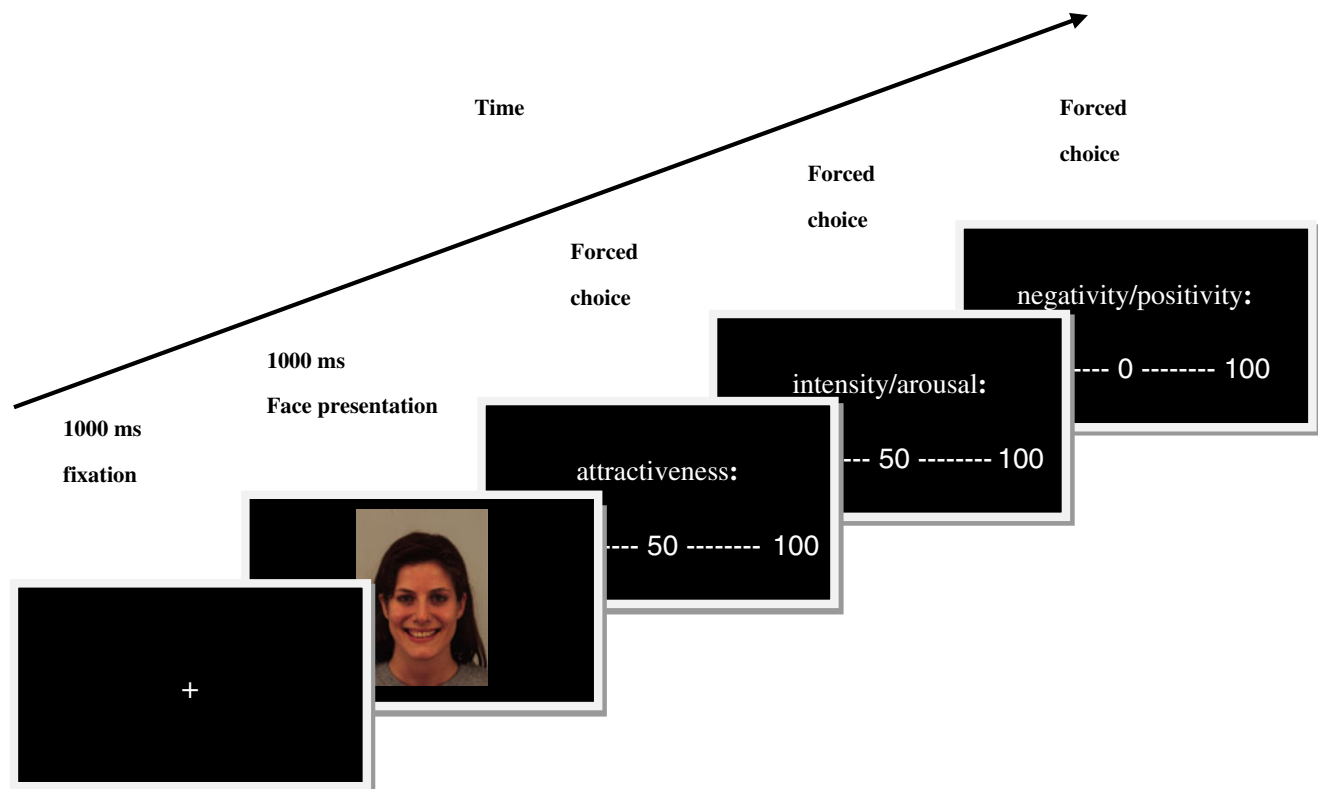 Time
Forced
choice
Forced
choice
Forced
choice
negativity/positivity:
---- 0 -------- 100
1000 ms
Face presentation
intensity/arousal:
--- 50 -------- 100
1000 ms
fixation
attractiveness:
---- 50 -------- 100
+